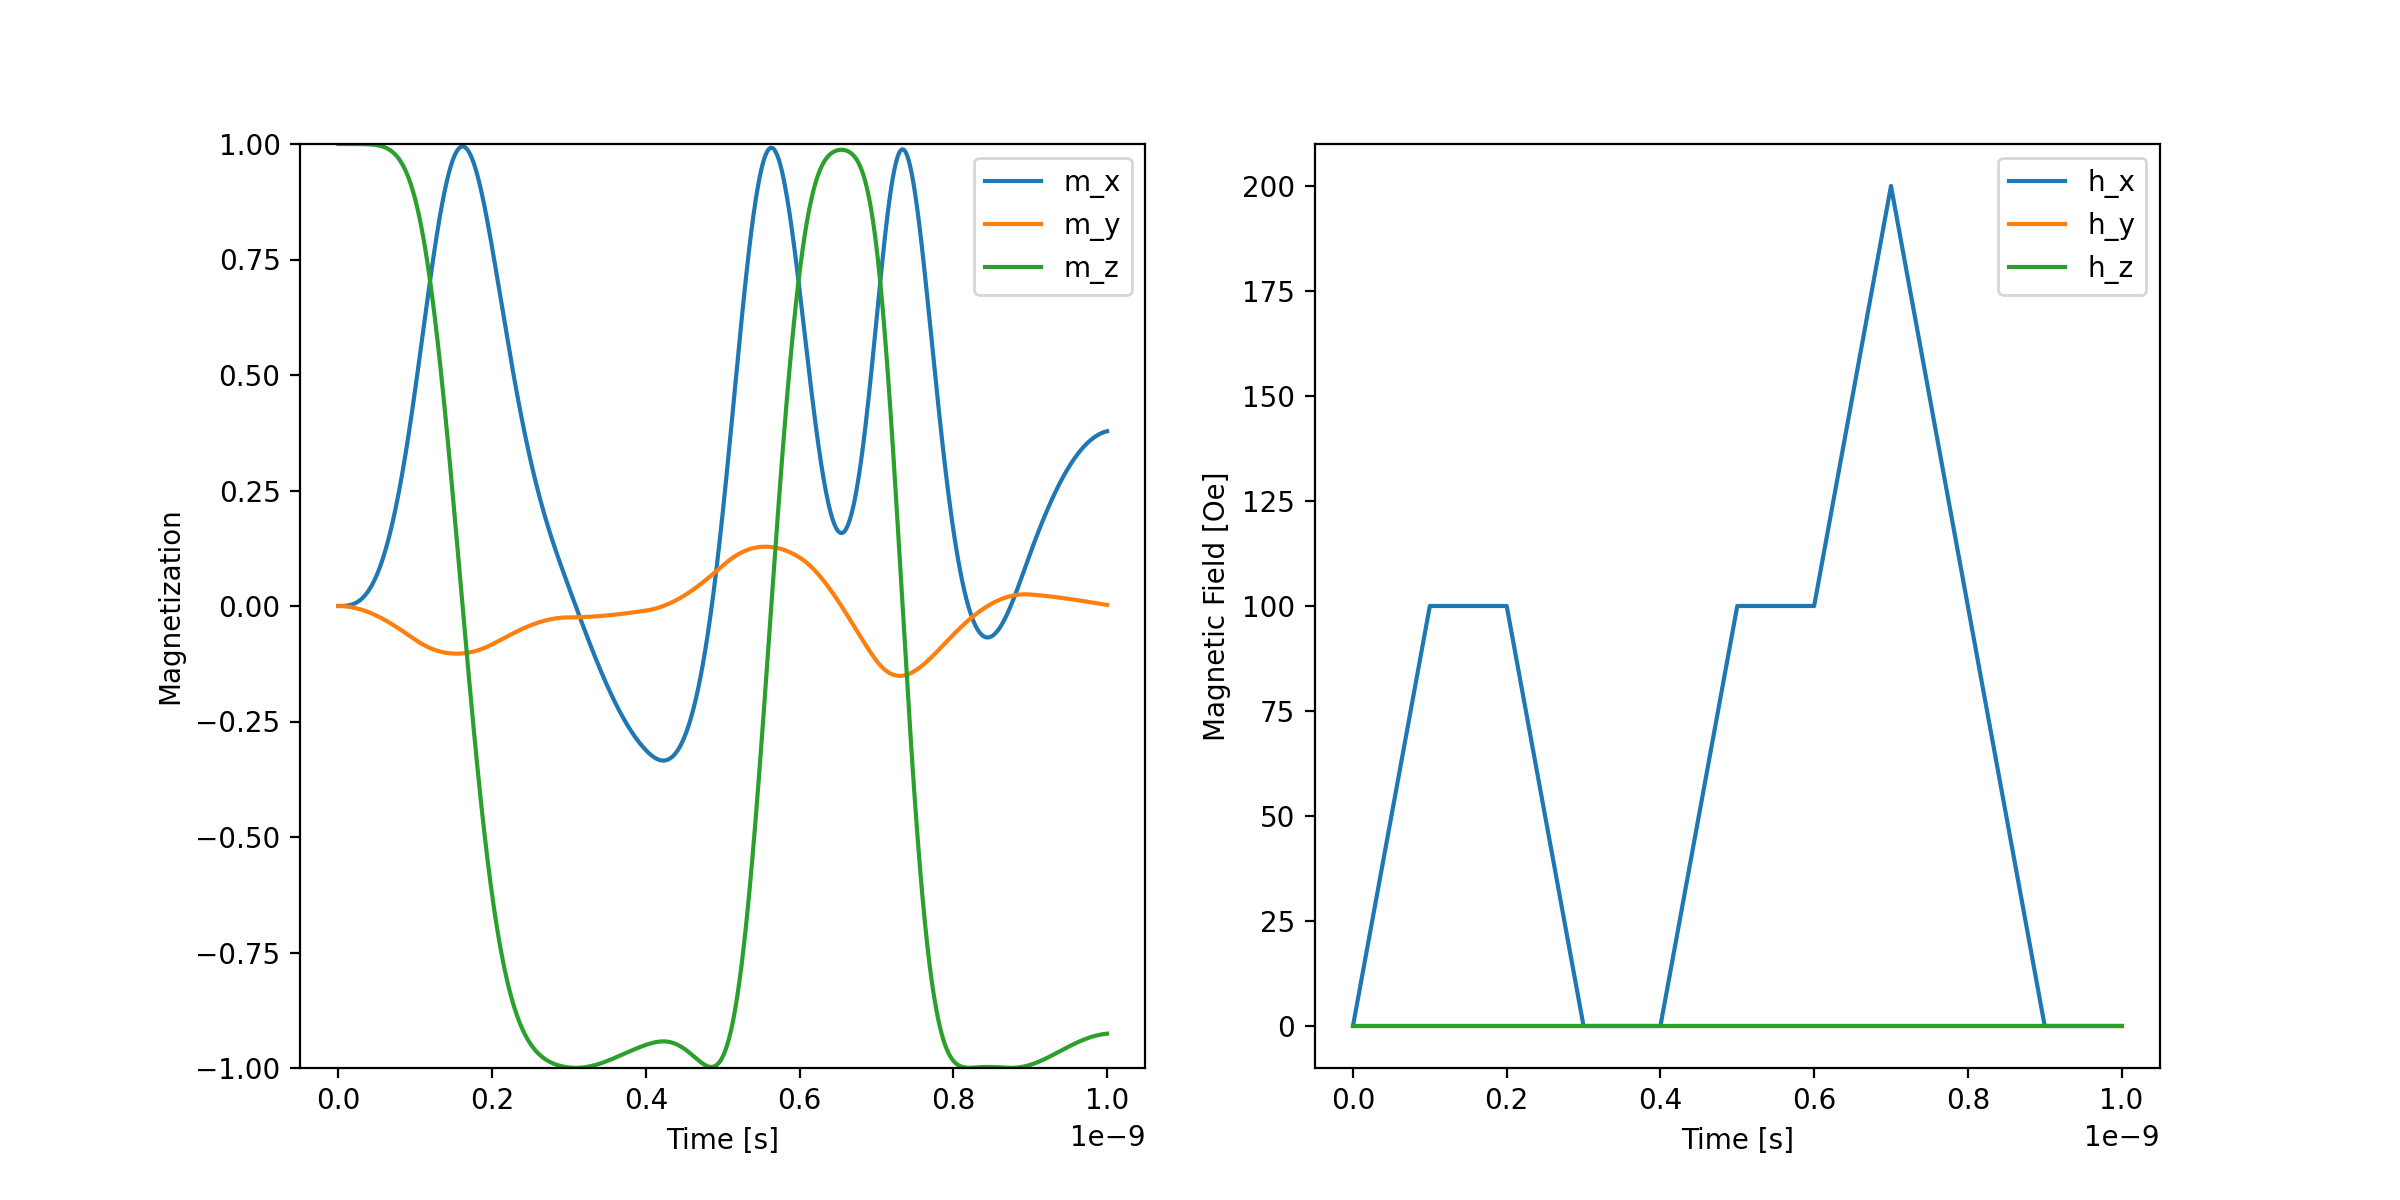 1.00
0.75
0.50
0.25
0.00
−0.25
−0.50
−0.75
−1.00
Magnetization
0.0 0.2 0.4 0.6 0.8 1.0
1e−9
Time [s]
m_x
m_y
m_z
200
175
150
125
100
75
50
25
0
Magnetic Field [Oe]
0.0 0.2 0.4 0.6 0.8 1.0
1e−9
Time [s]
h_x
h_y
h_z